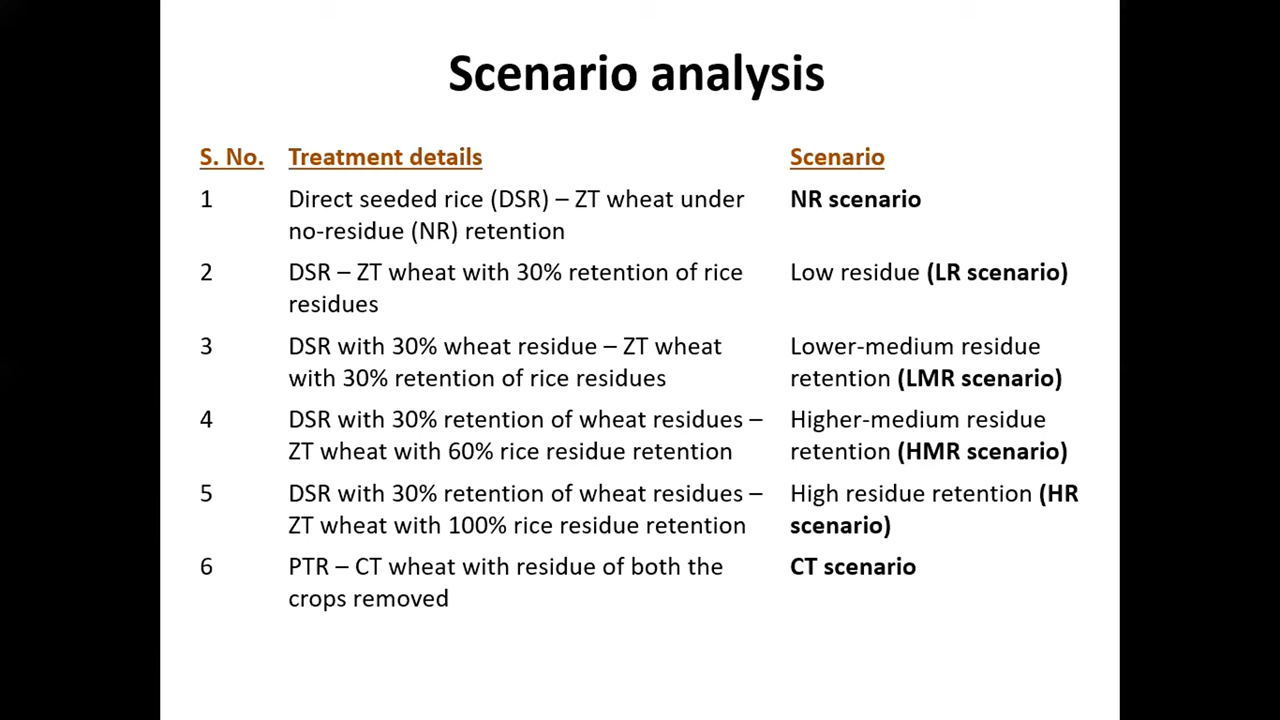 Scenario analysis
S. No. Treatment details Scenario
1 Direct seeded rice (DSR) – ZT wheat under NR scenario
no-residue (NR) retention
2 DSR – ZT wheat with 30% retention of rice Low residue (LR scenario)
residues
3 DSR with 30% wheat residue – ZT wheat Lower-medium residue
with 30% retention of rice residues retention (LMR scenario)
4 DSR with 30% retention of wheat residues – Higher-medium residue
ZT wheat with 60% rice residue retention retention (HMR scenario)
5 DSR with 30% retention of wheat residues – High residue retention (HR
ZT wheat with 100% rice residue retention scenario)
6 PTR – CT wheat with residue of both the CT scenario
crops removed